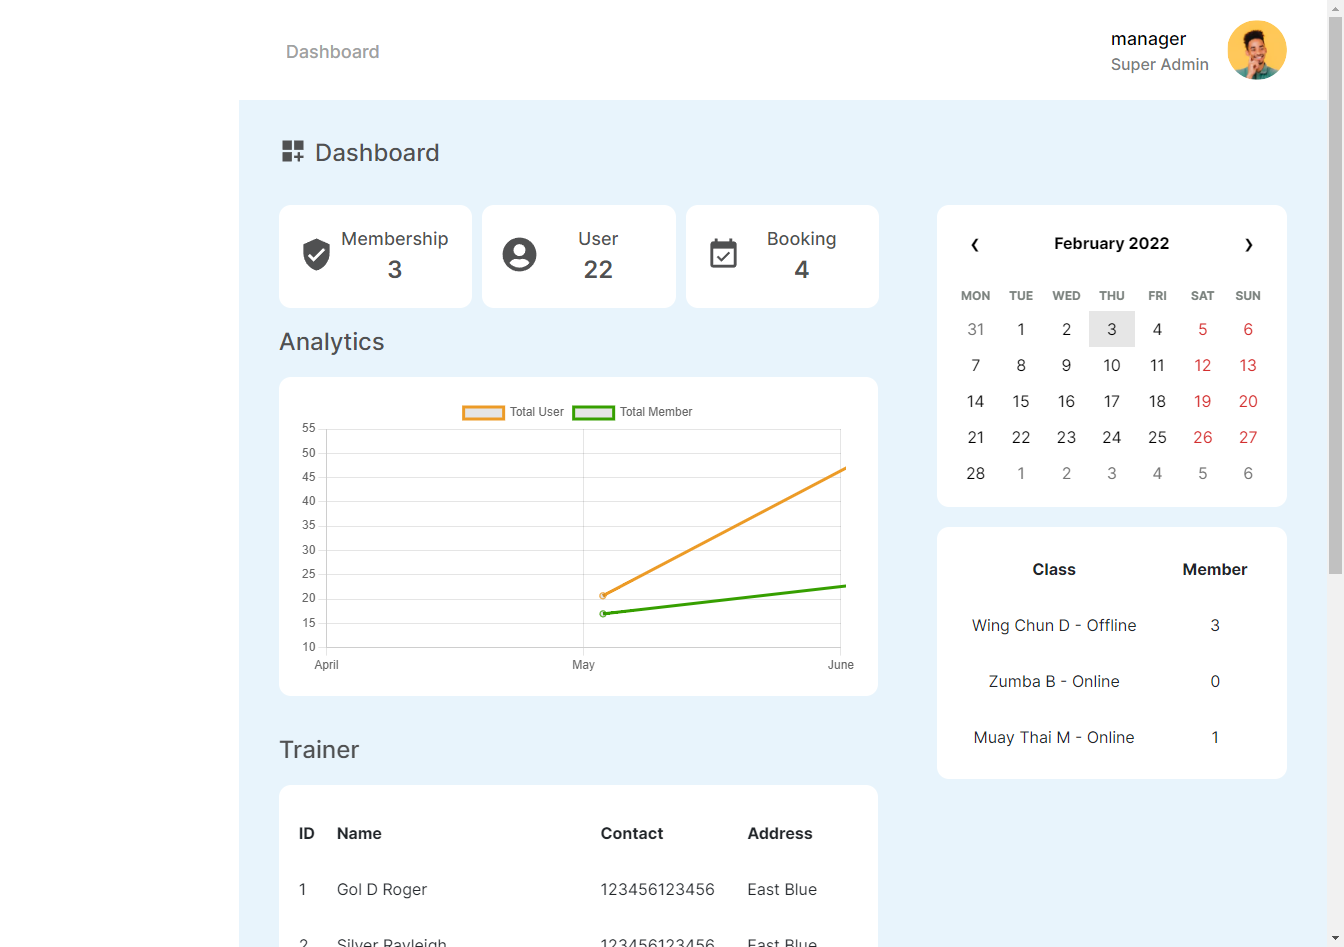 Dashboard
manager
Super Admin
Dashboard
Membership
3
User
22
Booking
4
Analytics
Total User
Total Member
55
50
45
40
35
30
25
20
15
10
April May June
Trainer
ID Name Contact Address
1 Gol D Roger 123456123456 East Blue
2 Silver Rayleigh 123456123456 East Blue
❮ February 2022 ❯
MON TUE WED THU FRI SAT SUN
31 1 2 3 4 5 6
7 8 9 10 11 12 13
14 15 16 17 18 19 20
21 22 23 24 25 26 27
28 1 2 3 4 5 6
Class Member
Wing Chun D - Offline 3
Zumba B - Online 0
Muay Thai M - Online 1